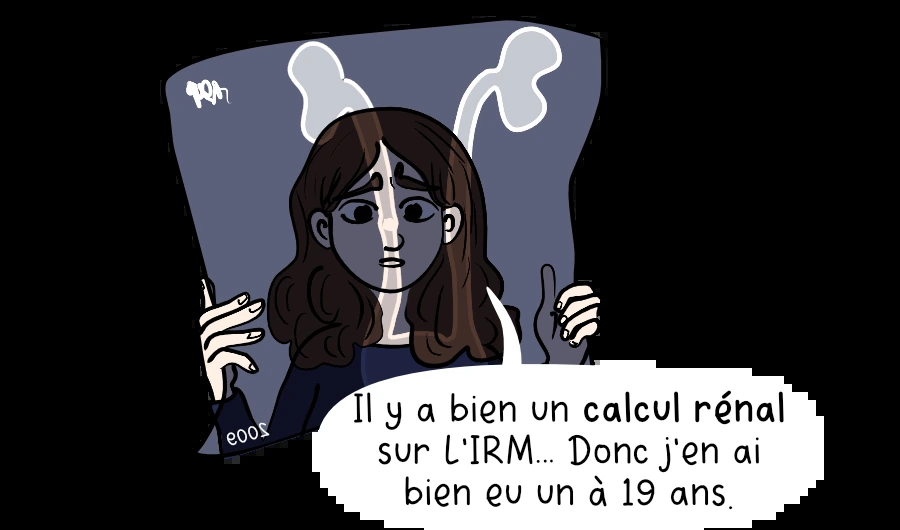 2009
Il y a bien un calcul rénal
sur L'IRM... Donc j'en ai
bien eu un à 19 ans.